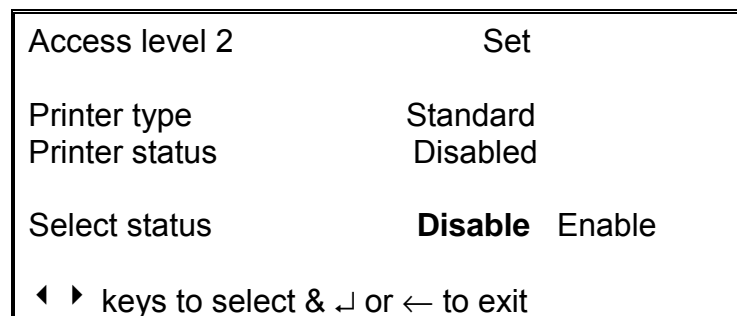 Access level 2 Set
Printer type Standard
Printer status Disabled
Select status Disable Enable
◂ ▸ keys to select & ↵ or ← to exit